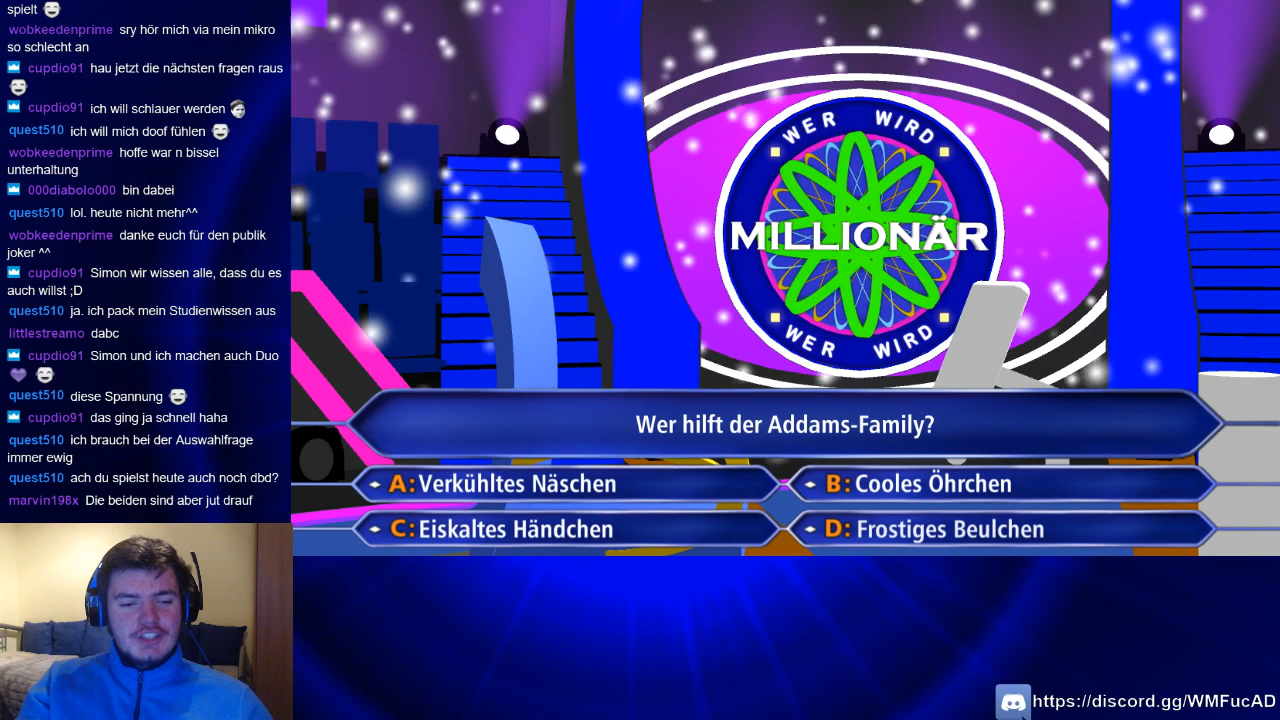 spielt
wobkeedenprime sry hör mich via mein mikro
so schlecht an
cupdio91 hau jetzt die nächsten fragen raus
cupdio91 ich will schlauer werden
quest510 ich will mich doof fühlen
wobkeedenprime hoffe war n bissel
unterhaltung
000diabolo000 bin dabei
quest510 lol. heute nicht mehr^^
wobkeedenprime danke euch für den publik
joker ^^
cupdio91 Simon wir wissen alle, dass du es
auch willst ;D
quest510 ja. ich pack mein Studienwissen aus
littlestreamo dabc
cupdio91 Simon und ich machen auch Duo
quest510 diese Spannung
cupdio91 das ging ja schnell haha
quest510 ich brauch bei der Auswahlfrage
immer ewig
quest510 ach du spielst heute auch noch dbd?
marvin198x Die beiden sind aber jut drauf
WER WIRD
MILLIONÄR
WER WIRD
Wer hilft der Addams-Family?
A: Verkühltes Näschen
B: Cooles Öhrchen
C: Eiskaltes Händchen
D: Frostiges Beulchen
https://discord.gg/WMFucAD